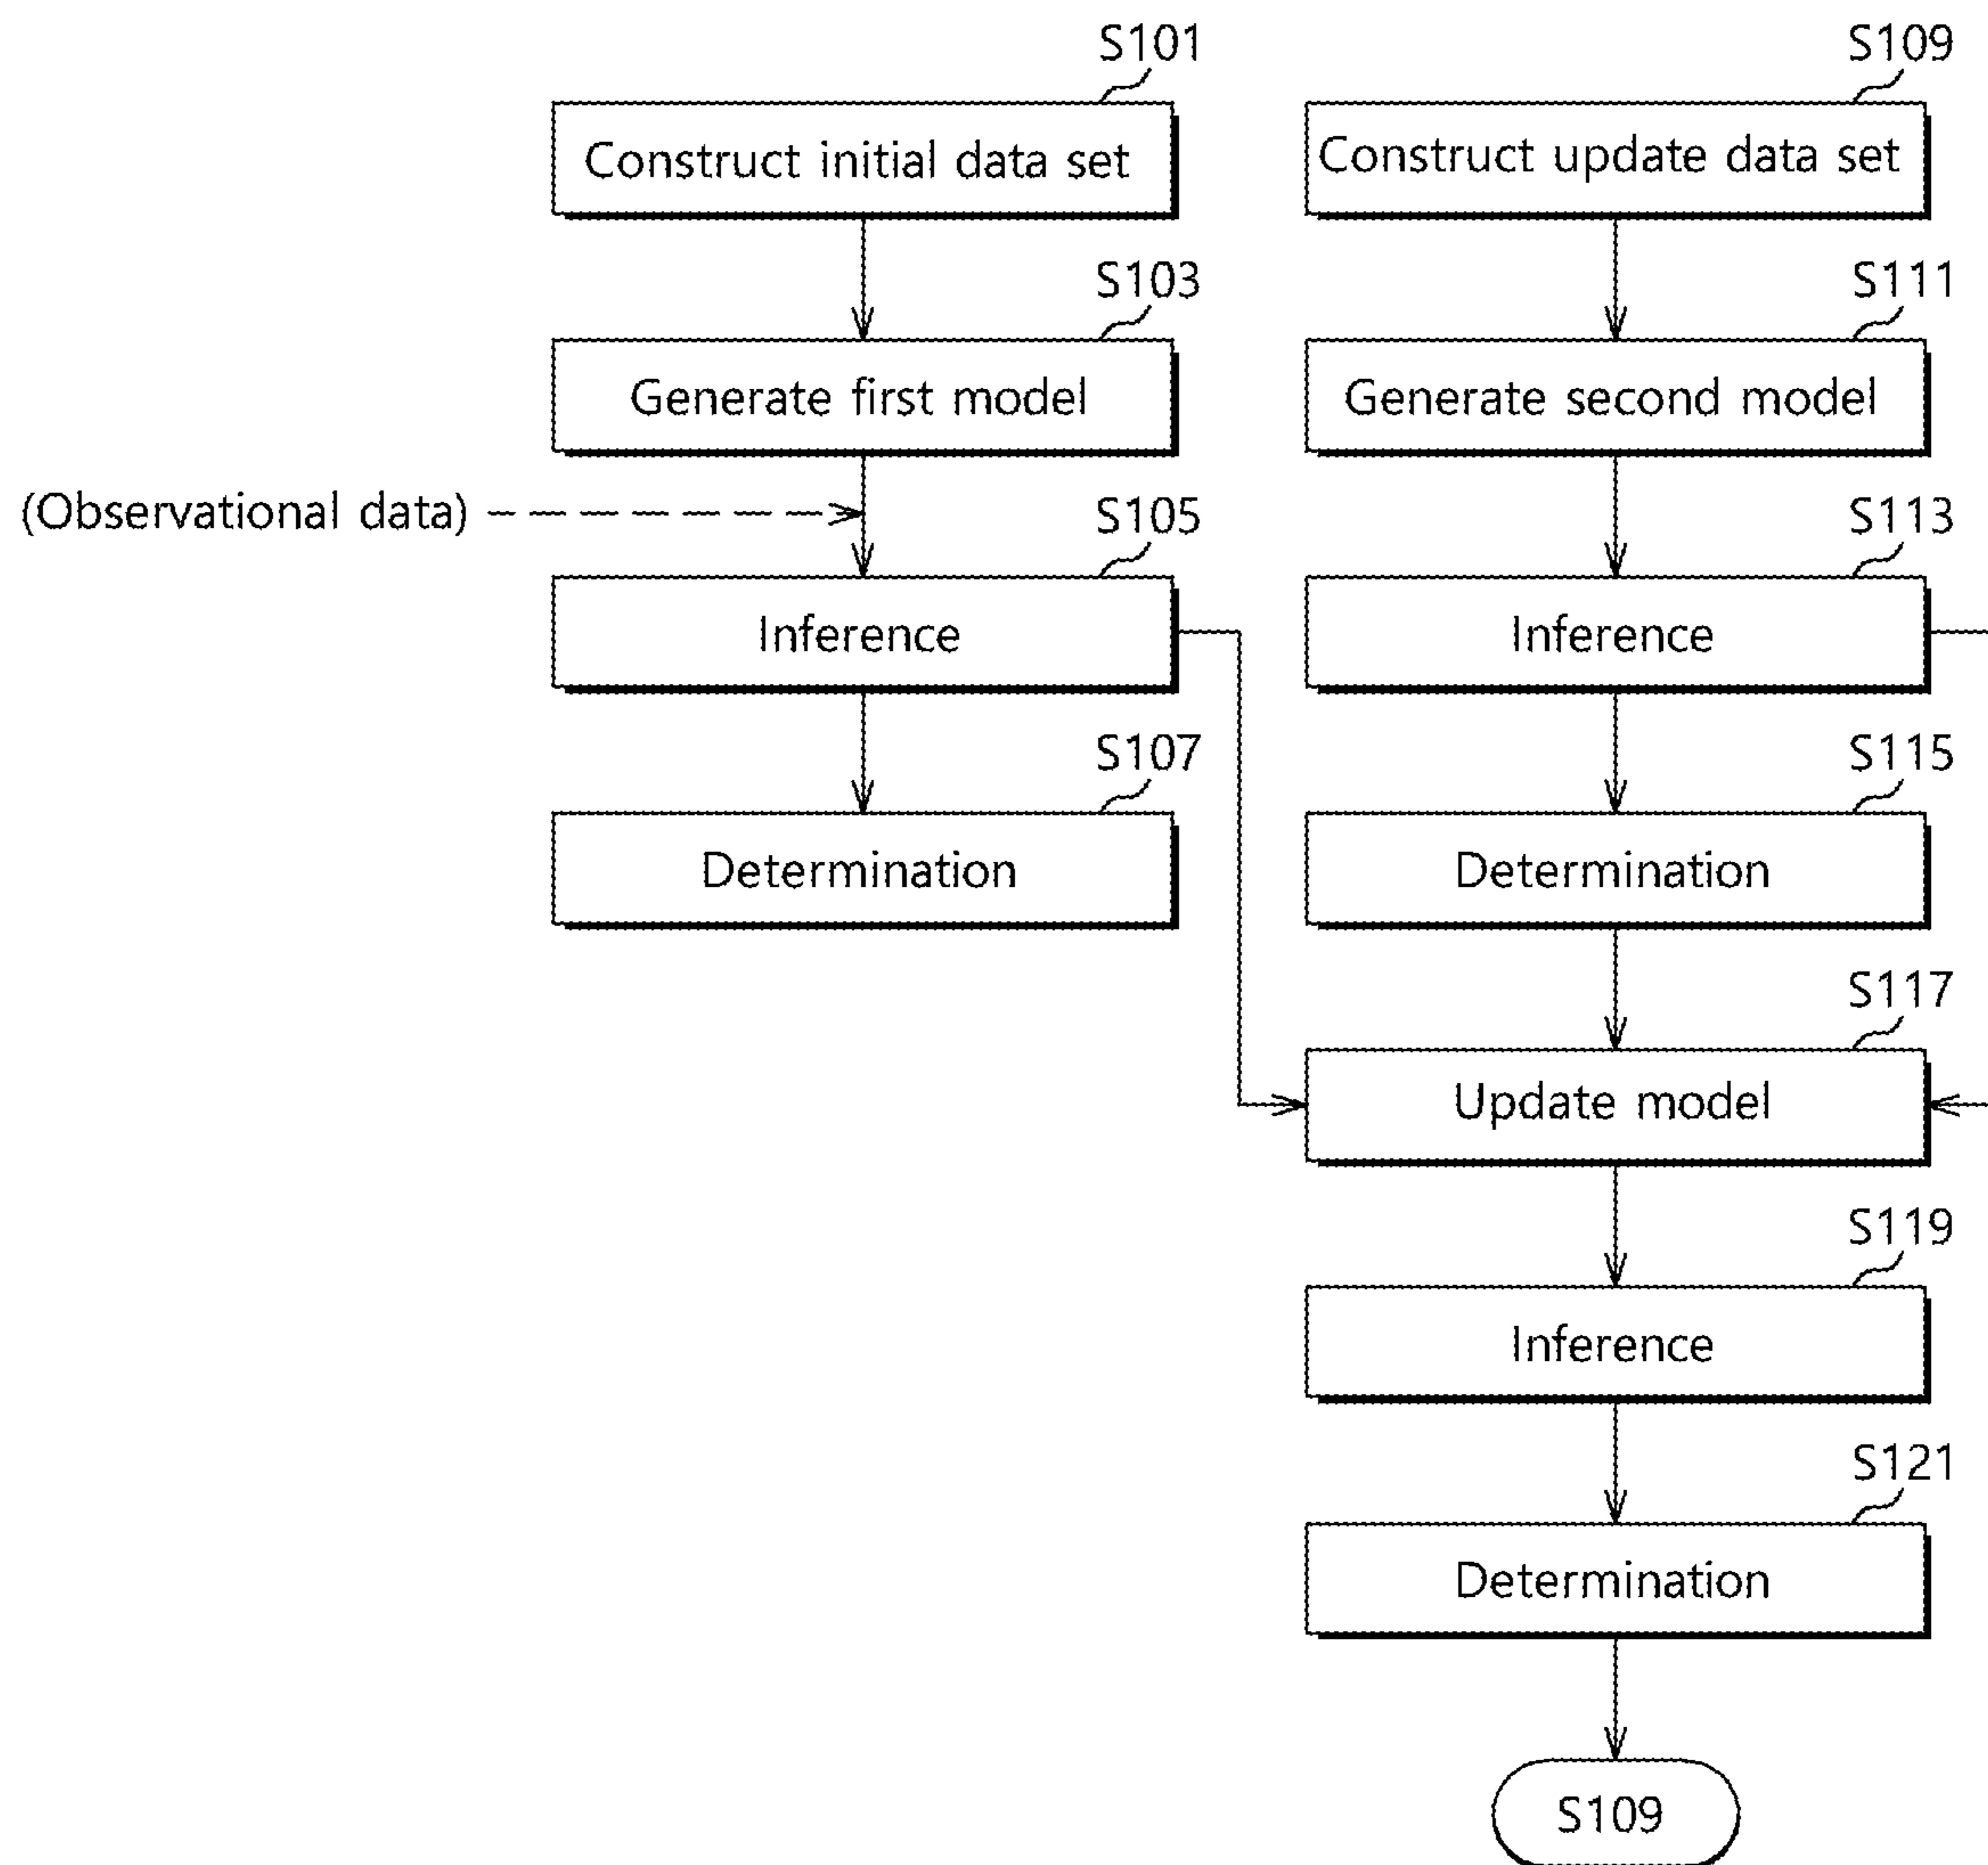 S101
Construct initial data set
S103
Generate first model
(Observational data)
S105
Inference
S107
Determination
S109
Construct update data set
S111
Generate second model
S113
Inference
S115
Determination
S117
Update model
S119
Inference
S121
Determination
S109